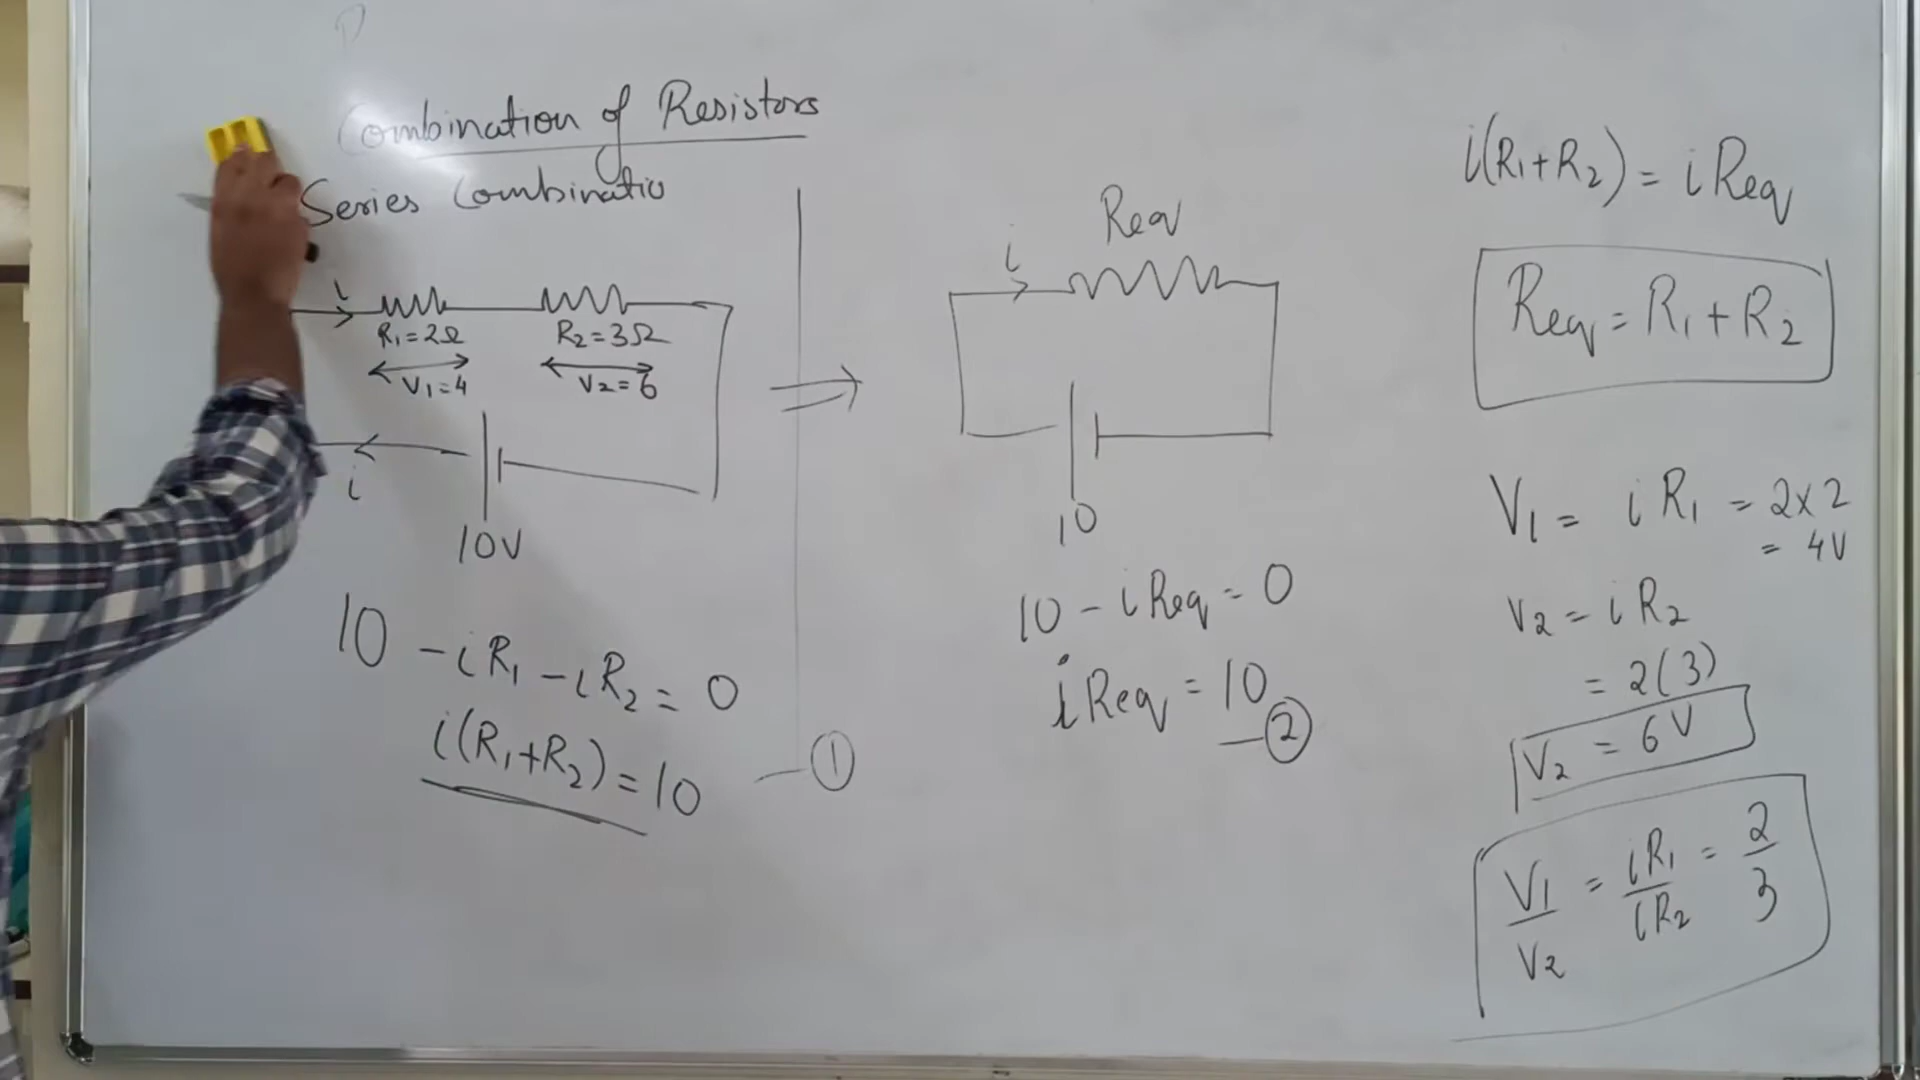 Combination of Resistors
Series Combinatio
i
R₁=2Ω
R₂=3Ω
V₁=4
V₂=6
i
10V
10 -iR₁ -iR₂ = 0
i(R₁+R₂) = 10
1
Req
i
10
10 - iReq = 0
iReq = 10
2
i(R₁+R₂) = iReq
Req = R₁+R₂
V₁ = iR₁ = 2x2
= 4V
V₂ = iR₂
= 2(3)
V₂ = 6V
V₁/V₂ = iR₁/iR₂ = 2/3